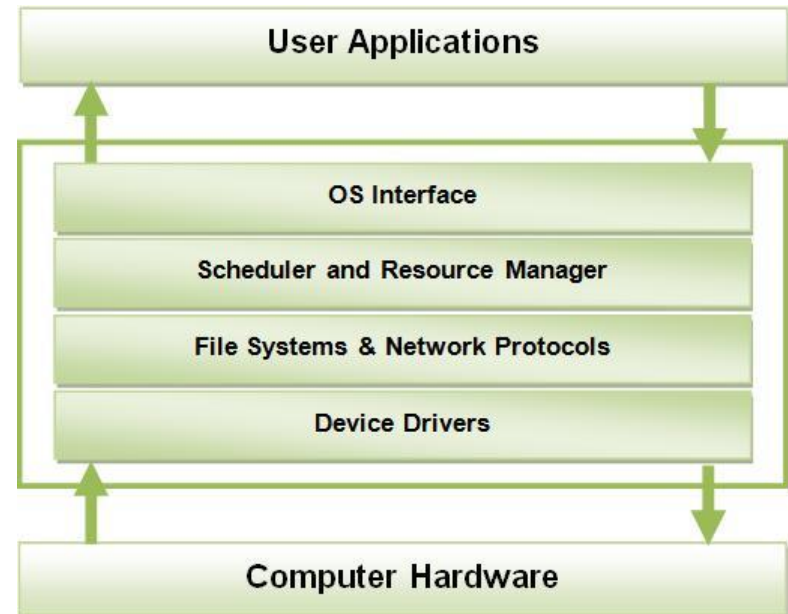 User Applications
OS Interface
Scheduler and Resource Manager
File Systems & Network Protocols
Device Drivers
Computer Hardware